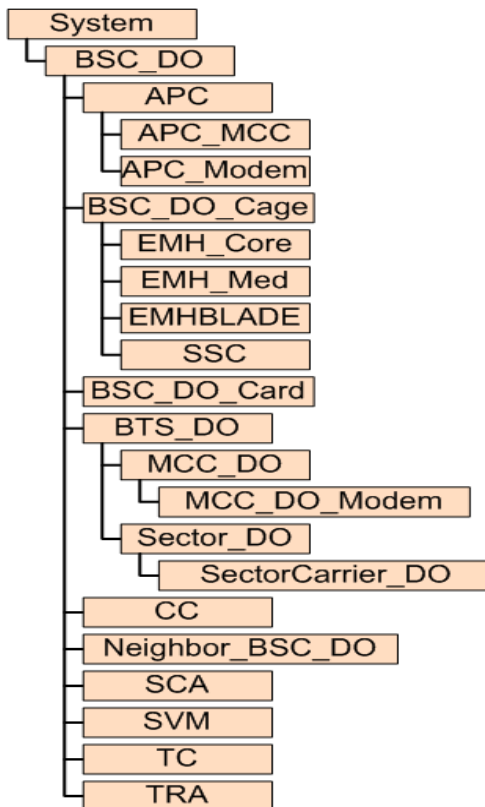 System
BSC_DO
APC
APC_MCC
APC_Modem
BSC_DO_Cage
EMH_Core
EMH_Med
EMHBLADE
SSC
BSC_DO_Card
BTS_DO
MCC_DO
MCC_DO_Modem
Sector_DO
SectorCarrier_DO
CC
Neighbor_BSC_DO
SCA
SVM
TC
TRA